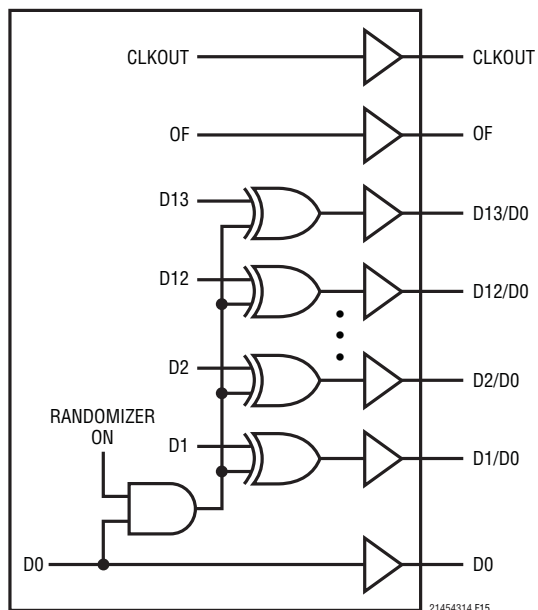 CLKOUT CLKOUT
OF OF
D13 D13/D0
D12 D12/D0
D2 D2/D0
RANDOMIZER
ON
D1 D1/D0
D0 D0
21454314 F15